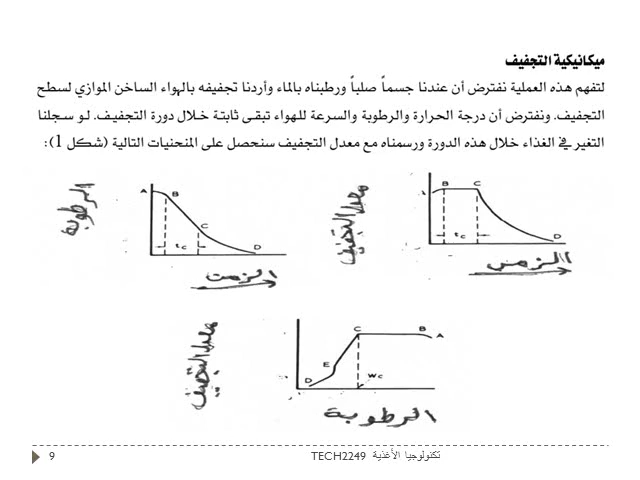 ميكانيكية التجفيف
لتفهم هذه العملية نفترض أن عندنا جسماً صلباً ورطبناه بالماء وأردنا تجفيفه بالهواء الساخن الموازي لسطح
التجفيف. ونفترض أن درجة الحرارة والرطوبة والسرعة للهواء تبقى ثابتة خلال دورة التجفيف. لو سجلنا
التغير في الغذاء خلال هذه الدورة ورسمناه مع معدل التجفيف سنحصل على المنحنيات التالية (شكل 1):
معدل التجفيف
B C
tc
D
الزمن
الرطوبة
A B
C
tc
D
الزمن
معدل التجفيف
C B A
E
D
Wc
الرطوبة
تكنولوجيا الأغذية TECH2249
9